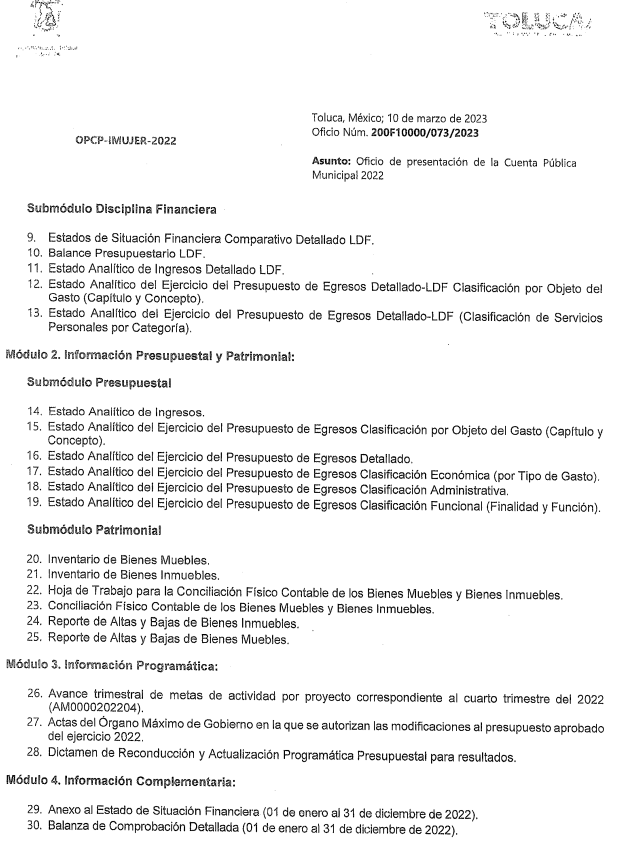 TOLUCA
Toluca, México; 10 de marzo de 2023
Oficio Núm. 200F10000/073/2023
OPCP-IMUJER-2022
Asunto: Oficio de presentación de la Cuenta Pública
Municipal 2022
Submódulo Disciplina Financiera
9. Estados de Situación Financiera Comparativo Detallado LDF.
10. Balance Presupuestario LDF.
11. Estado Analítico de Ingresos Detallado LDF.
12. Estado Analítico del Ejercicio del Presupuesto de Egresos Detallado-LDF Clasificación por Objeto del
Gasto (Capítulo y Concepto).
13. Estado Analítico del Ejercicio del Presupuesto de Egresos Detallado-LDF (Clasificación de Servicios
Personales por Categoría).
Módulo 2. Información Presupuestal y Patrimonial:
Submódulo Presupuestal
14. Estado Analítico de Ingresos.
15. Estado Analítico del Ejercicio del Presupuesto de Egresos Clasificación por Objeto del Gasto (Capítulo y
Concepto).
16. Estado Analítico del Ejercicio del Presupuesto de Egresos Detallado.
17. Estado Analítico del Ejercicio del Presupuesto de Egresos Clasificación Económica (por Tipo de Gasto).
18. Estado Analítico del Ejercicio del Presupuesto de Egresos Clasificación Administrativa.
19. Estado Analítico del Ejercicio del Presupuesto de Egresos Clasificación Funcional (Finalidad y Función).
Submódulo Patrimonial
20. Inventario de Bienes Muebles.
21. Inventario de Bienes Inmuebles.
22. Hoja de Trabajo para la Conciliación Físico Contable de los Bienes Muebles y Bienes Inmuebles.
23. Conciliación Físico Contable de los Bienes Muebles y Bienes Inmuebles.
24. Reporte de Altas y Bajas de Bienes Inmuebles.
25. Reporte de Altas y Bajas de Bienes Muebles.
Módulo 3. Información Programática:
26. Avance trimestral de metas de actividad por proyecto correspondiente al cuarto trimestre del 2022
(AM0000202204).
27. Actas del Órgano Máximo de Gobierno en la que se autorizan las modificaciones al presupuesto aprobado
del ejercicio 2022.
28. Dictamen de Reconducción y Actualización Programática Presupuestal para resultados.
Módulo 4. Información Complementaria:
29. Anexo al Estado de Situación Financiera (01 de enero al 31 de diciembre de 2022).
30. Balanza de Comprobación Detallada (01 de enero al 31 de diciembre de 2022).